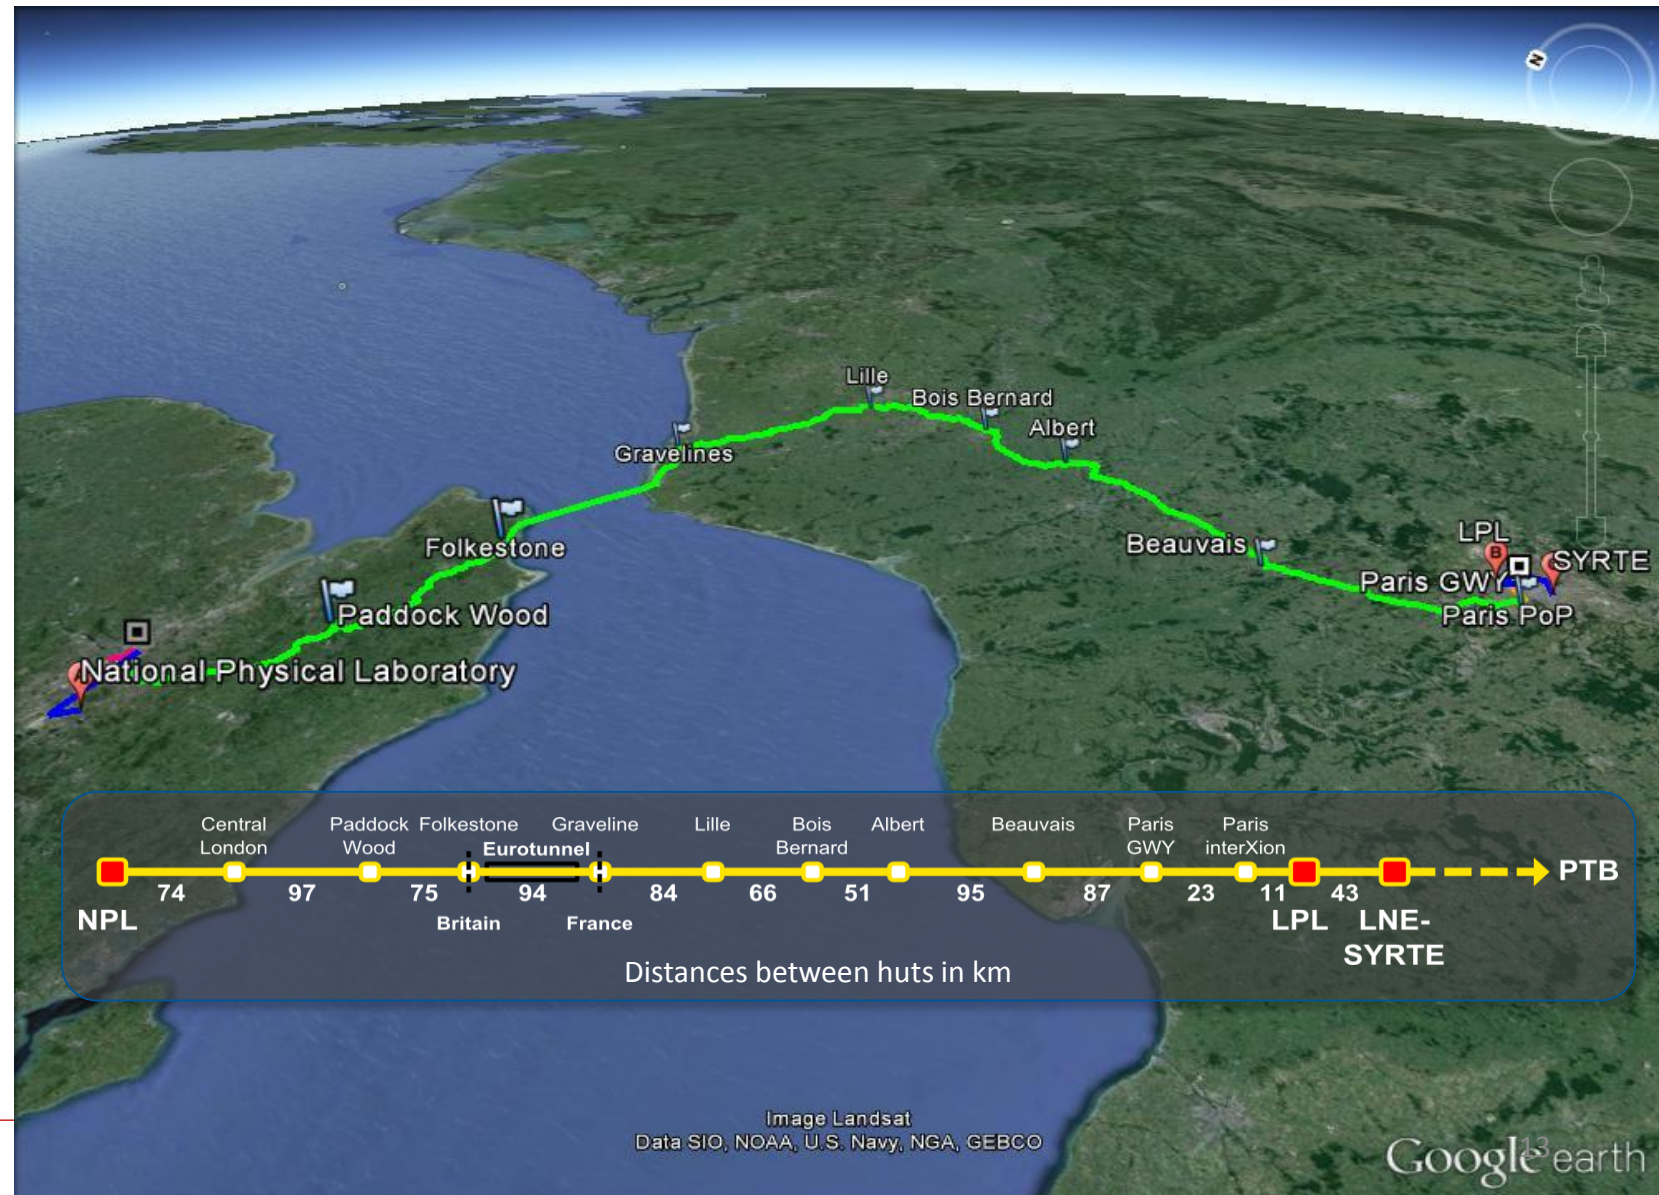 N
Lille
Bois Bernard
Albert
Gravelines
Folkestone
Beauvais
LPL
B
SYRTE
Paris GWY
Paris PoP
Paddock Wood
A
National Physical Laboratory
Central
London
Paddock
Wood
Folkestone
Graveline
Eurotunnel
Lille
Bois
Bernard
Albert
Beauvais
Paris
GWY
Paris
interXion
PTB
74 97 75 94 84 66 51 95 87 23 11 43
NPL
Britain
France
LPL
LNE-
SYRTE
Distances between huts in km
Image Landsat
Data SIO, NOAA, U.S. Navy, NGA, GEBCO
Google earth
13